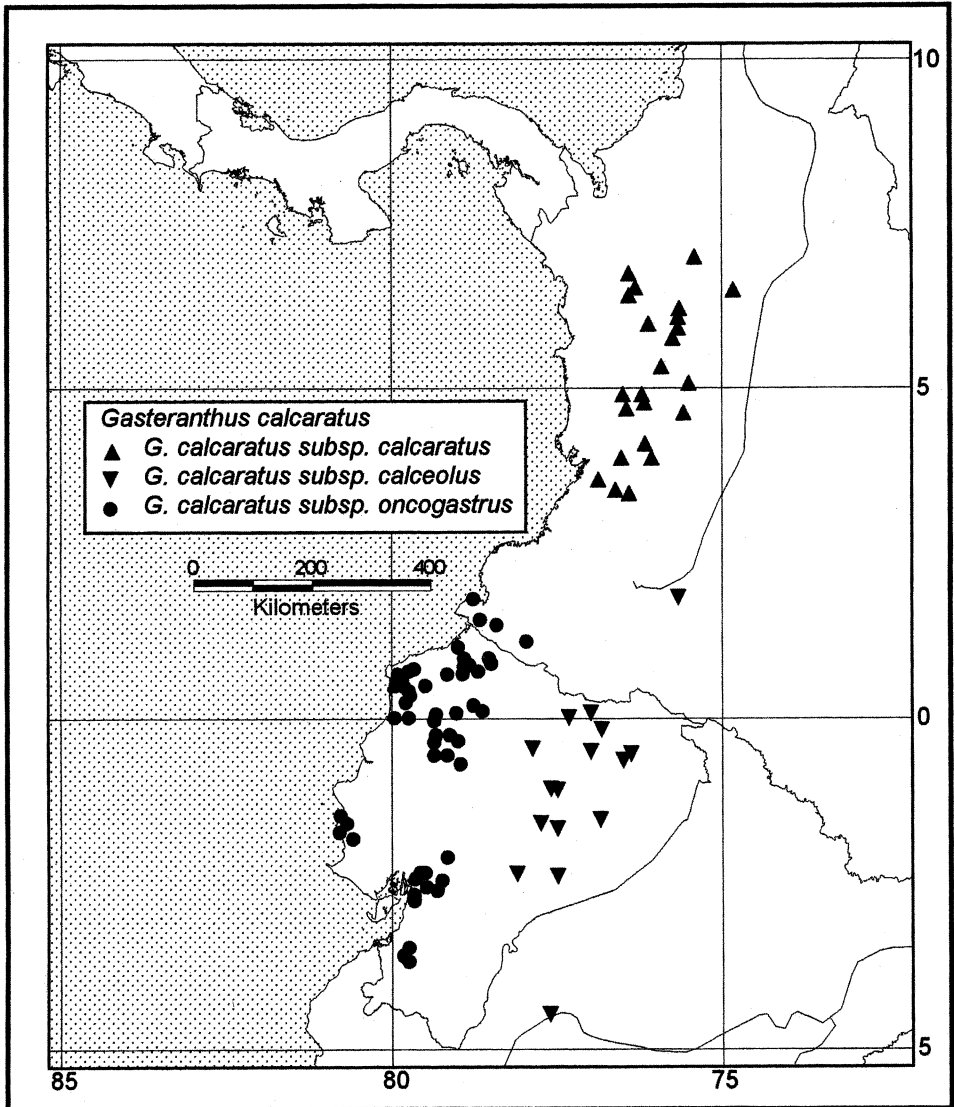 10
5
Gasteranthus calcaratus
▲ G. calcaratus subsp. calcaratus
▼ G. calcaratus subsp. calceolus
● G. calcaratus subsp. oncogastrus
0 200 400
Kilometers
0
5
85 80 75